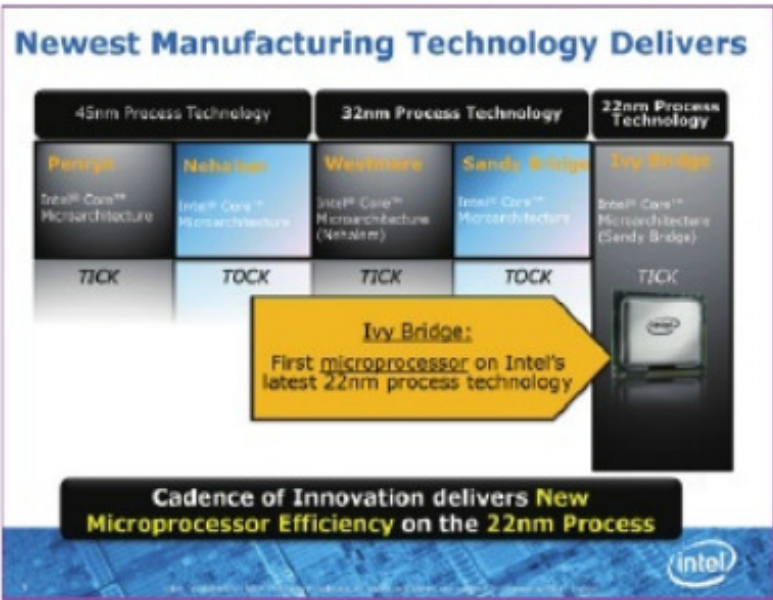 Newest Manufacturing Technology Delivers
45nm Process Technology
32nm Process Technology
22nm Process
Technology
Penryn
Intel® Core™
Microarchitecture
TICK
Nehalem
Intel® Core™
Microarchitecture
TOCK
Westmere
Intel® Core™
Microarchitecture
(Nehalem)
TICK
Sandy Bridge
Intel® Core™
Microarchitecture
TOCK
Ivy Bridge
Intel® Core™
Microarchitecture
(Sandy Bridge)
TICK
intel
Ivy Bridge:
First microprocessor on Intel's
latest 22nm process technology
Cadence of Innovation delivers New
Microprocessor Efficiency on the 22nm Process
intel